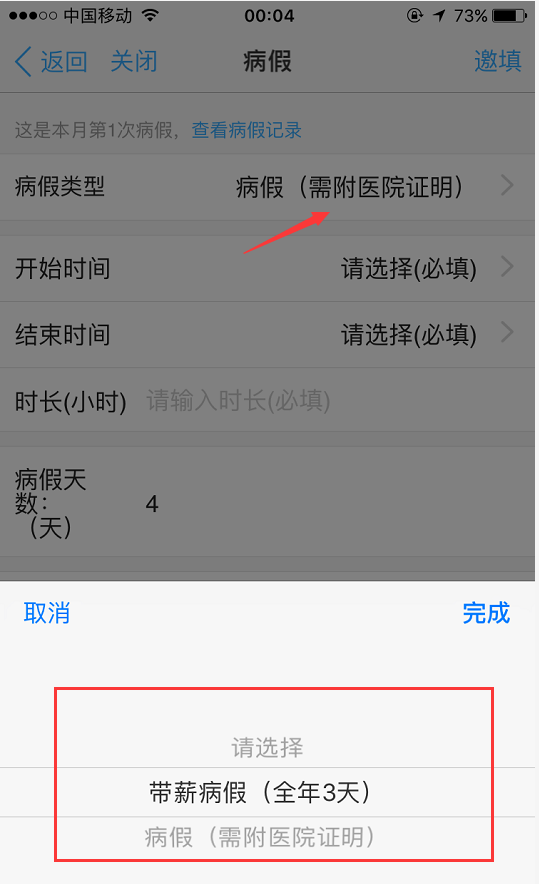 中国移动 00:04 73%
返回 关闭 病假 邀填
这是本月第1次病假，查看病假记录
病假类型 病假（需附医院证明）
开始时间 请选择(必填)
结束时间 请选择(必填)
时长(小时) 请输入时长(必填)
病假天
数： 4
（天）
取消 完成
请选择
带薪病假（全年3天）
病假（需附医院证明）